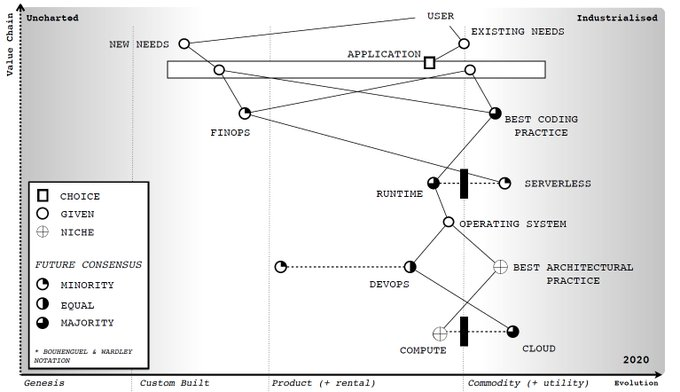 USER
Uncharted
Industrialised
Value Chain
EXISTING NEEDS
NEW NEEDS
APPLICATION
FINOPS
BEST CODING
PRACTICE
SERVERLESS
RUNTIME
CHOICE
GIVEN
NICHE
OPERATING SYSTEM
FUTURE CONSENSUS
MINORITY
EQUAL
MAJORITY
BEST ARCHITECTURAL
PRACTICE
DEVOPS
CLOUD
COMPUTE
* BOUHENGUEL & WARDLEY
NOTATION
2020
Genesis
Custom Built
Product (+ rental)
Commodity (+ utility)
Evolution